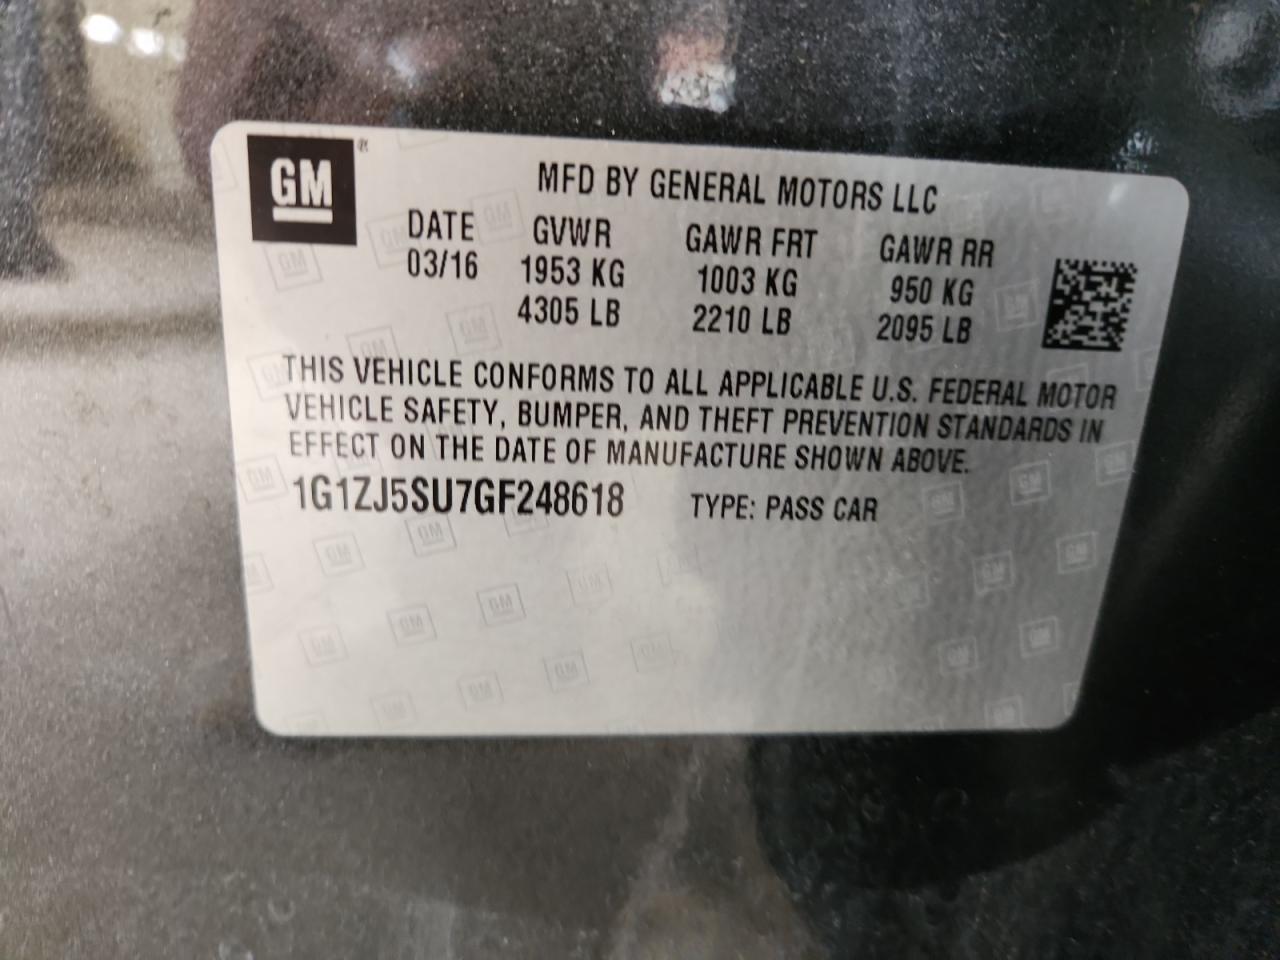 GM
MFD BY GENERAL MOTORS LLC
DATE GVWR GAWR FRT GAWR RR
03/16 1953 KG 1003 KG 950 KG
4305 LB 2210 LB 2095 LB
THIS VEHICLE CONFORMS TO ALL APPLICABLE U.S. FEDERAL MOTOR
VEHICLE SAFETY, BUMPER, AND THEFT PREVENTION STANDARDS IN
EFFECT ON THE DATE OF MANUFACTURE SHOWN ABOVE.
1G1ZJ5SU7GF248618 TYPE: PASS CAR